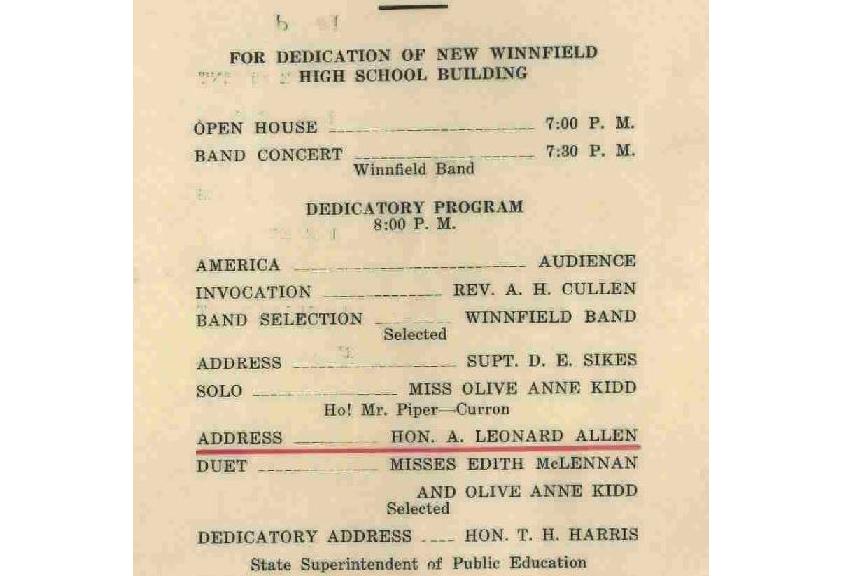 FOR DEDICATION OF NEW WINNFIELD
HIGH SCHOOL BUILDING
OPEN HOUSE 7:00 P. M.
BAND CONCERT 7:30 P. M.
Winnfield Band
DEDICATORY PROGRAM
8:00 P. M.
AMERICA AUDIENCE
INVOCATION REV. A. H. CULLEN
BAND SELECTION WINNFIELD BAND
Selected
ADDRESS SUPT. D. E. SIKES
SOLO MISS OLIVE ANNE KIDD
Ho! Mr. Piper—Curron
ADDRESS HON. A. LEONARD ALLEN
DUET MISSES EDITH McLENNAN
AND OLIVE ANNE KIDD
Selected
DEDICATORY ADDRESS HON. T. H. HARRIS
State Superintendent of Public Education